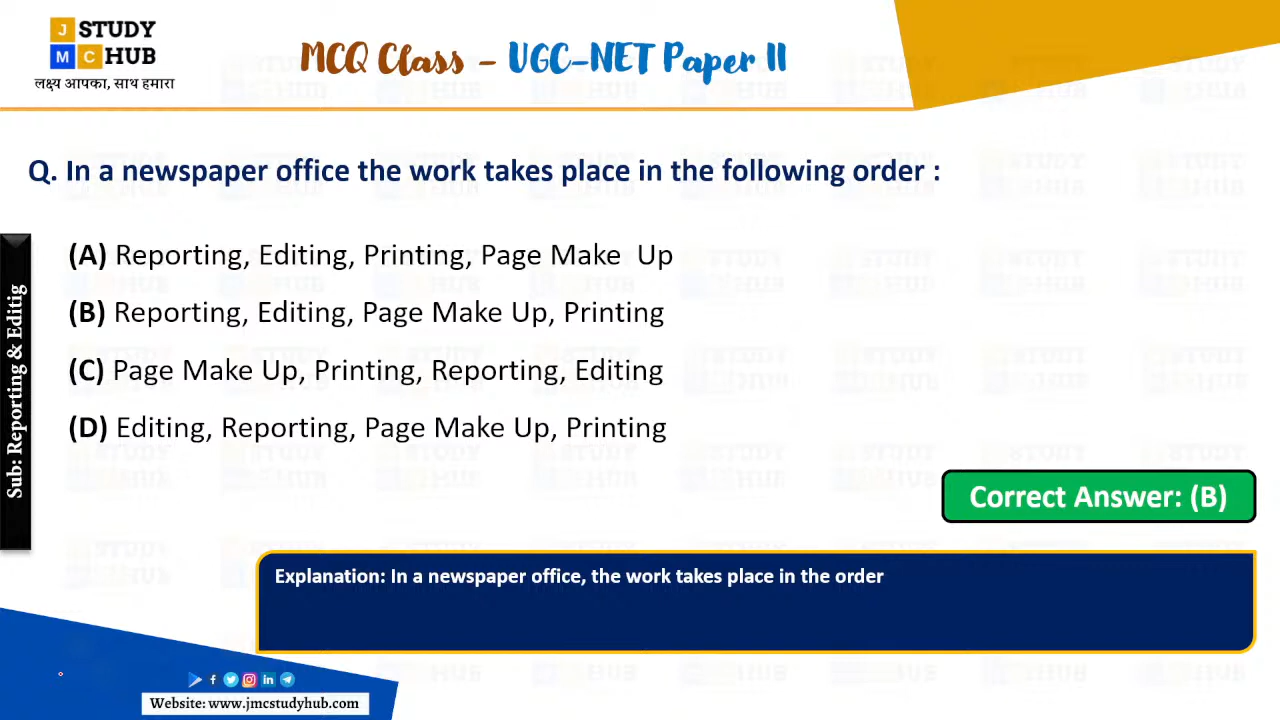 J STUDY
M C HUB
लक्ष्य आपका, साथ हमारा
MCQ Class – UGC-NET Paper II
Q. In a newspaper office the work takes place in the following order :
(A) Reporting, Editing, Printing, Page Make Up
(B) Reporting, Editing, Page Make Up, Printing
(C) Page Make Up, Printing, Reporting, Editing
(D) Editing, Reporting, Page Make Up, Printing
Sub: Reporting & Editig
Correct Answer: (B)
Explanation: In a newspaper office, the work takes place in the order
Website: www.jmcstudyhub.com